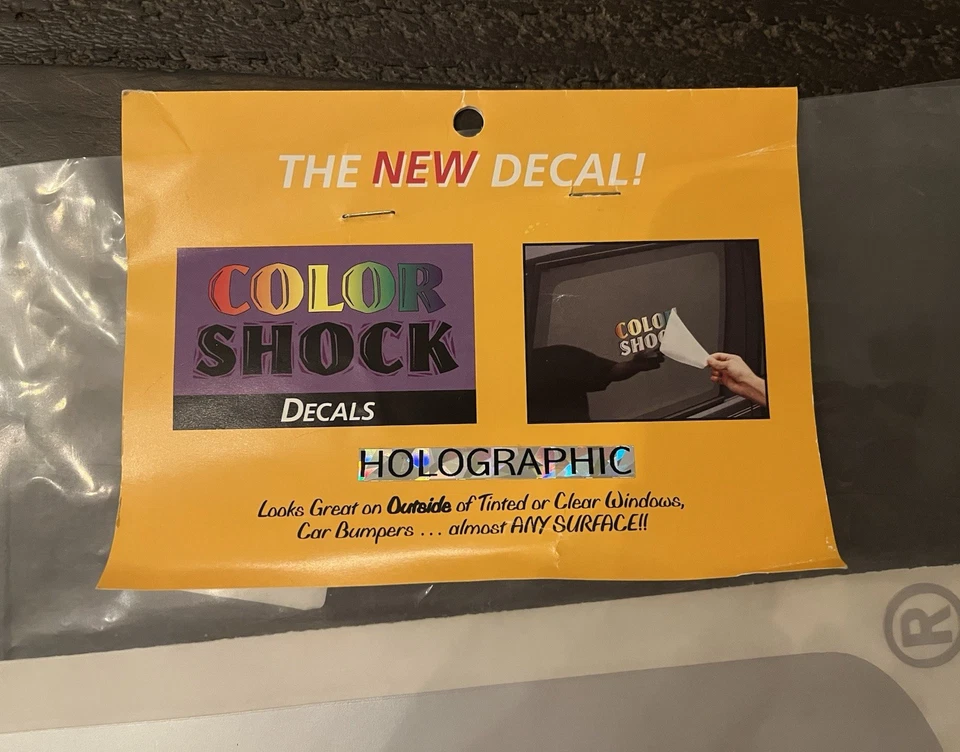 THE NEW DECAL!
COLOR
SHOCK
DECALS
COLOR
SHOC
HOLOGRAPHIC
Looks Great on Outside of Tinted or Clear Windows,
Car Bumpers ... almost ANY SURFACE!!
®